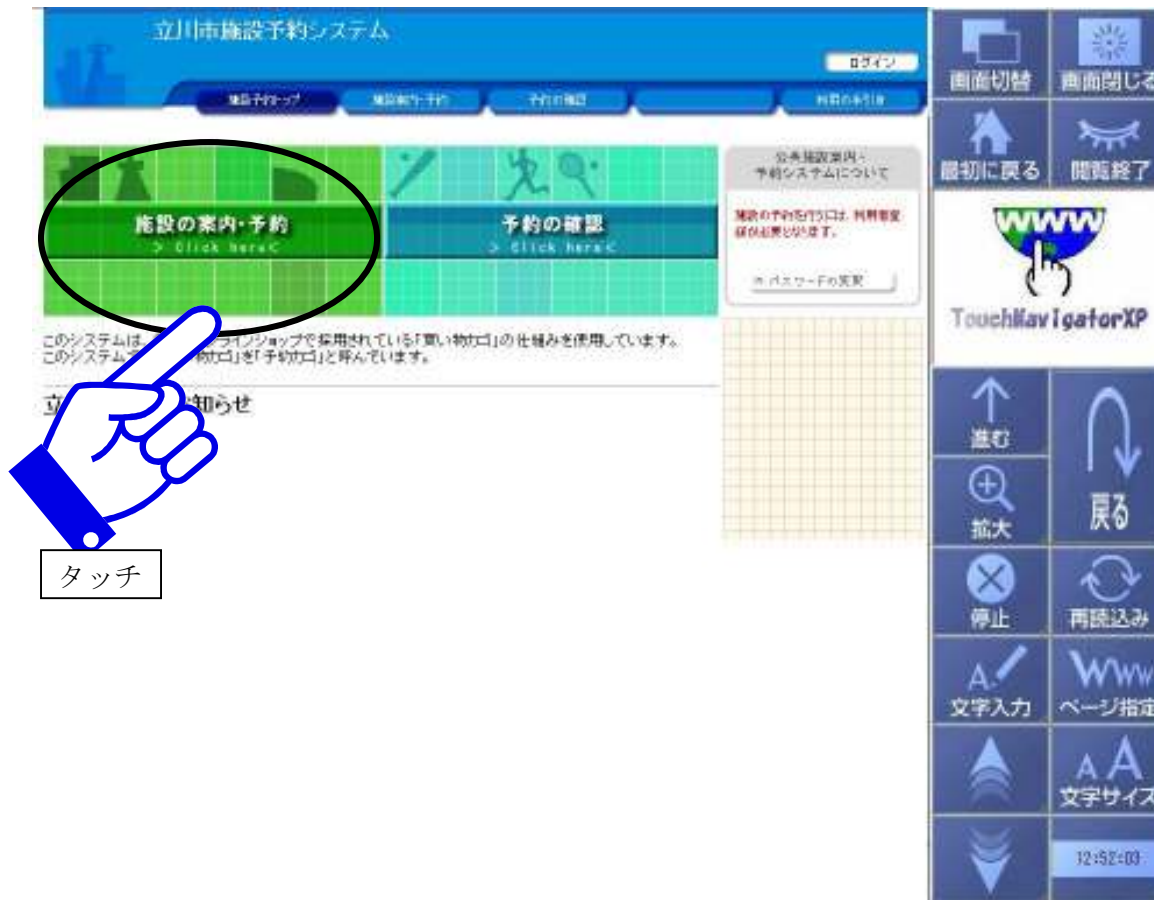 立川市施設予約システム
ログイン
施設予約トップ
施設案内・予約
予約の確認
利用の手引き
施設の案内・予約
> Click here<
予約の確認
> Click here<
公共施設案内・
予約システムについて
施設の予約を行うには、利用者登
録が必要となります。
パスワードの変更
このシステムは、
ラインショップで採用されている「買い物カゴ」の仕組みを使用しています。
このシステムで
物カゴ」を「予約カゴ」と呼んでいます。
立
知らせ
タッチ
画面切替
画面閉じる
最初に戻る
閲覧終了
WWW
TouchNavigatorXP
進む
戻る
拡大
停止
再読込み
A
文字入力
Www
ページ指定
A A
文字サイズ
12:52:03